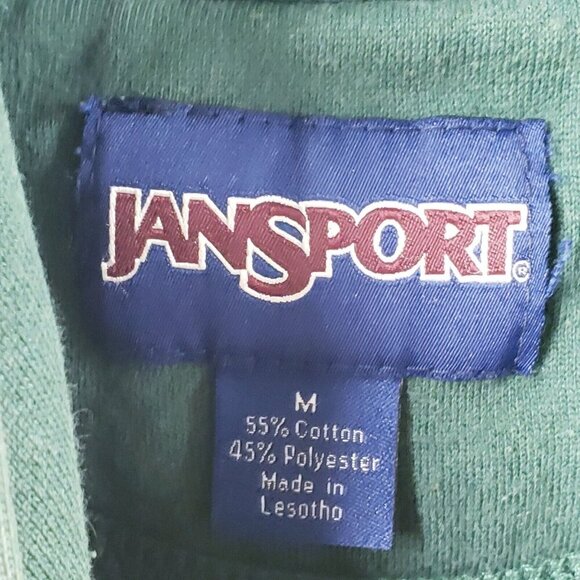 JANSPORT®
M
55% Cotton
45% Polyester
Made in
Lesotho